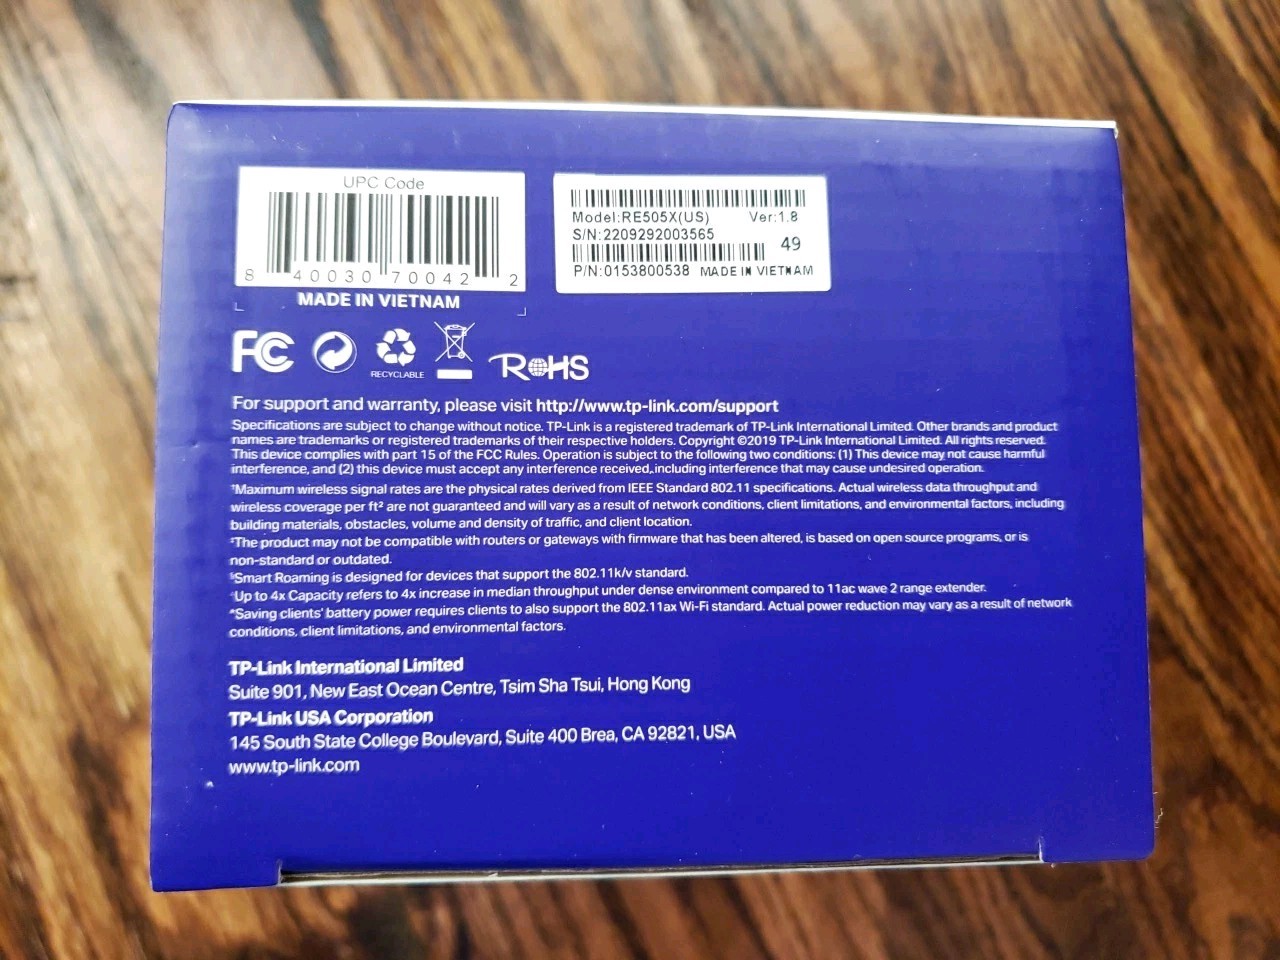 UPC Code
8 40030 70042 2
MADE IN VIETNAM
Model:RE505X(US) Ver:1.8
S/N:2209292003565
49
P/N:0153800538 MADE IN VIETNAM
FC
RECYCLABLE
RoHS
For support and warranty, please visit http://www.tp-link.com/support
Specifications are subject to change without notice. TP-Link is a registered trademark of TP-Link International Limited. Other brands and product
names are trademarks or registered trademarks of their respective holders. Copyright ©2019 TP-Link International Limited. All rights reserved.
This device complies with part 15 of the FCC Rules. Operation is subject to the following two conditions: (1) This device may not cause harmful
interference, and (2) this device must accept any interference received, including interference that may cause undesired operation.
†Maximum wireless signal rates are the physical rates derived from IEEE Standard 802.11 specifications. Actual wireless data throughput and
wireless coverage per ft² are not guaranteed and will vary as a result of network conditions, client limitations, and environmental factors, including
building materials, obstacles, volume and density of traffic, and client location.
‡The product may not be compatible with routers or gateways with firmware that has been altered, is based on open source programs, or is
non-standard or outdated.
§Smart Roaming is designed for devices that support the 802.11k/v standard.
Up to 4x Capacity refers to 4x increase in median throughput under dense environment compared to 11ac wave 2 range extender.
*Saving clients' battery power requires clients to also support the 802.11ax Wi-Fi standard. Actual power reduction may vary as a result of network
conditions, client limitations, and environmental factors.
TP-Link International Limited
Suite 901, New East Ocean Centre, Tsim Sha Tsui, Hong Kong
TP-Link USA Corporation
145 South State College Boulevard, Suite 400 Brea, CA 92821, USA
www.tp-link.com